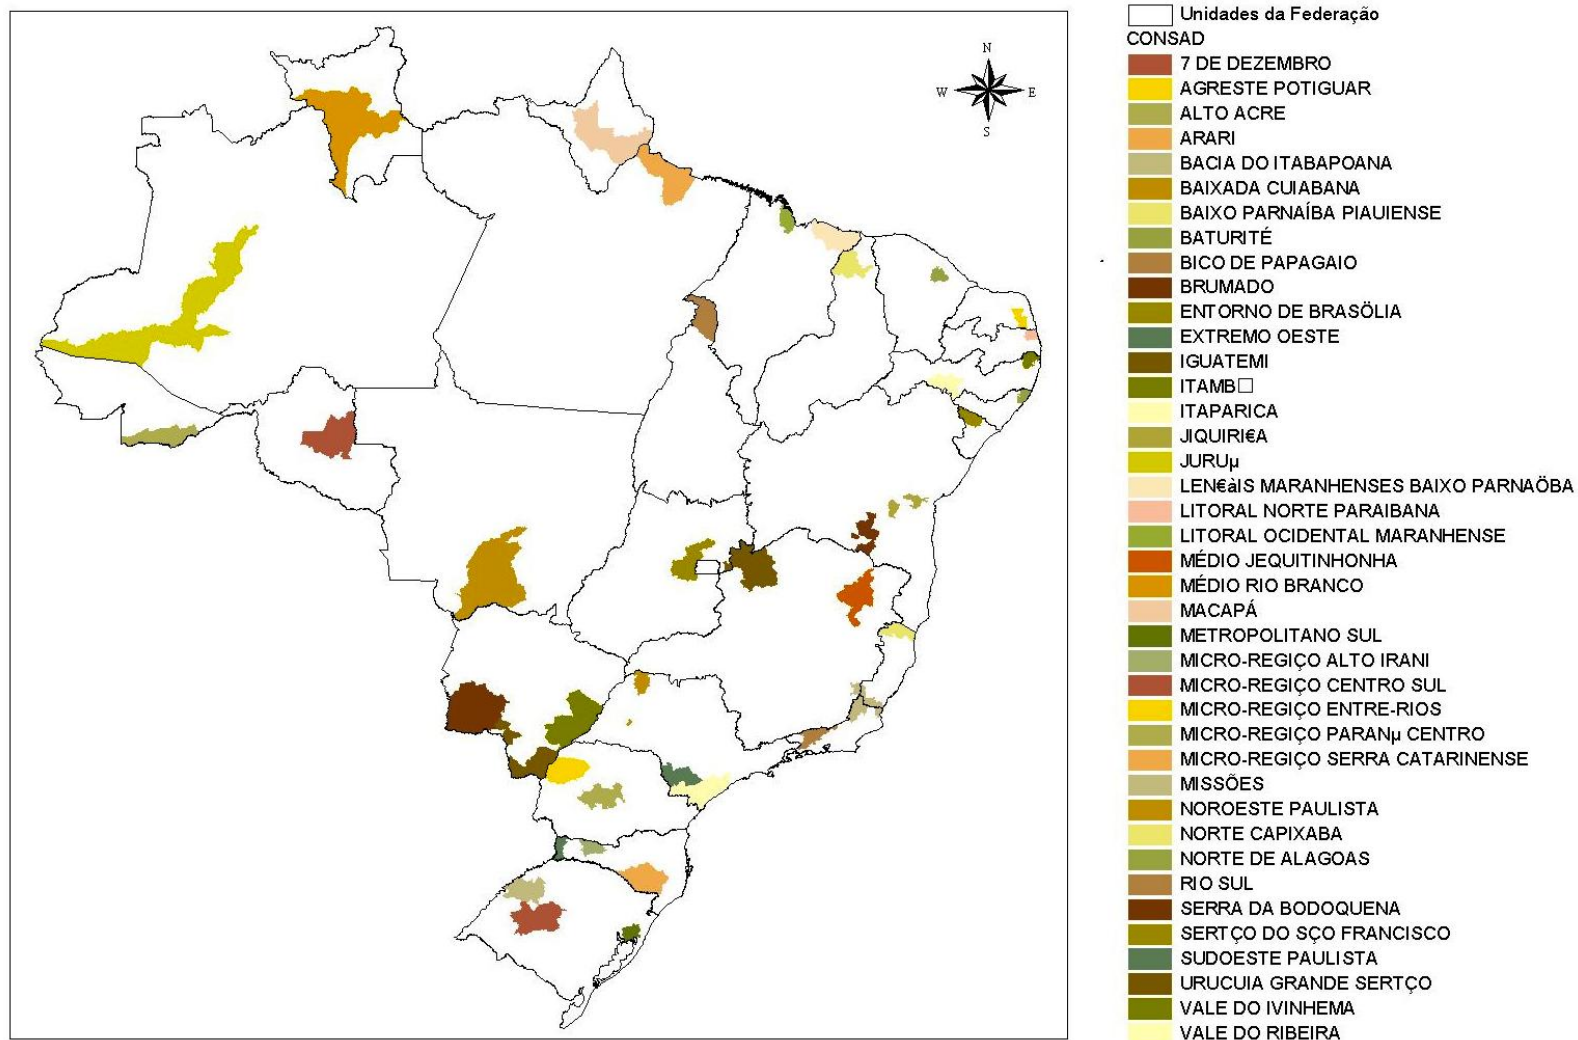 N
W E
S
Unidades da Federação
CONSAD
7 DE DEZEMBRO
AGRESTE POTIGUAR
ALTO ACRE
ARARI
BACIA DO ITABAPOANA
BAIXADA CUIABANA
BAIXO PARNAÍBA PIAUIENSE
BATURITÉ
BICO DE PAPAGAIO
BRUMADO
ENTORNO DE BRASÖLIA
EXTREMO OESTE
IGUATEMI
ITAMB□
ITAPARICA
JIQUIRI€A
JURUµ
LEN€àIS MARANHENSES BAIXO PARNAÖBA
LITORAL NORTE PARAIBANA
LITORAL OCIDENTAL MARANHENSE
MÉDIO JEQUITINHONHA
MÉDIO RIO BRANCO
MACAPÁ
METROPOLITANO SUL
MICRO-REGIÇO ALTO IRANI
MICRO-REGIÇO CENTRO SUL
MICRO-REGIÇO ENTRE-RIOS
MICRO-REGIÇO PARANµ CENTRO
MICRO-REGIÇO SERRA CATARINENSE
MISSÕES
NOROESTE PAULISTA
NORTE CAPIXABA
NORTE DE ALAGOAS
RIO SUL
SERRA DA BODOQUENA
SERTÇO DO SÇO FRANCISCO
SUDOESTE PAULISTA
URUCUIA GRANDE SERTÇO
VALE DO IVINHEMA
VALE DO RIBEIRA